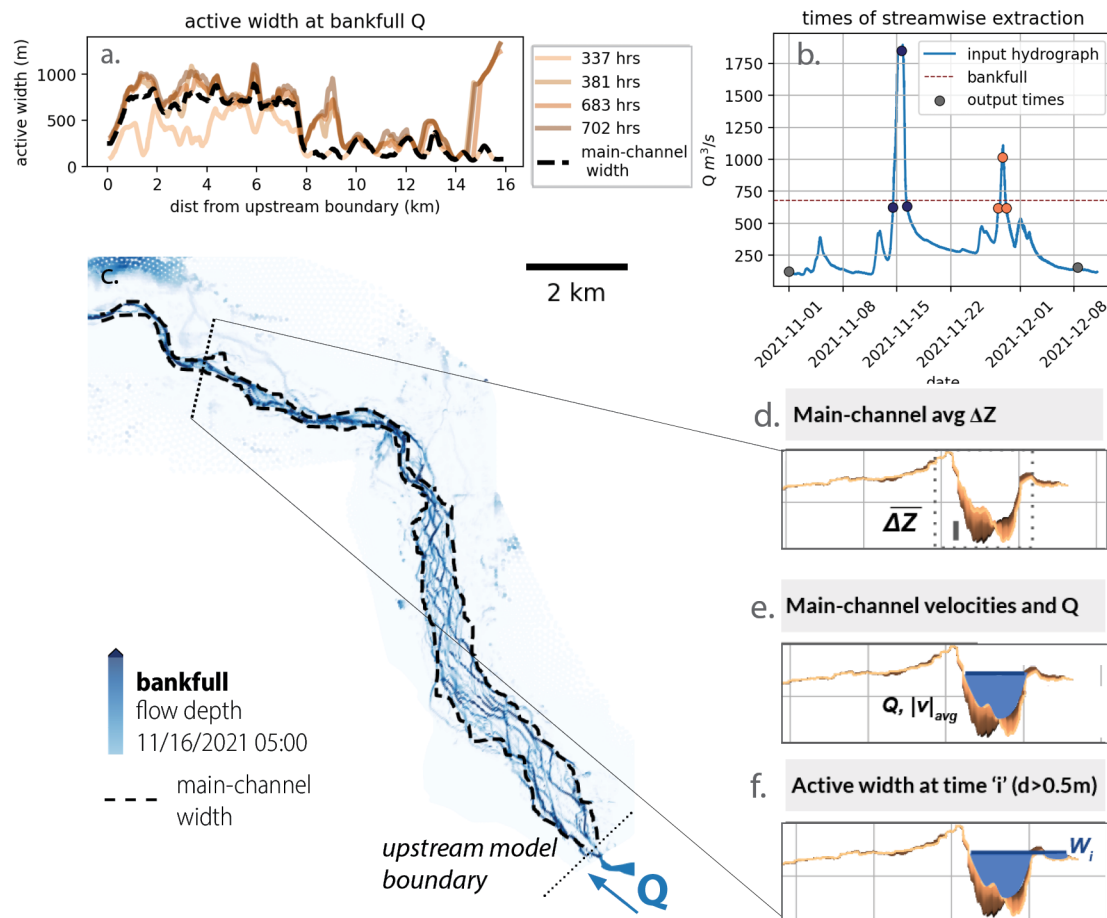 active width at bankfull Q
a.
active width (m)
1000
500
0
0
2
4
6
8
10
12
14
16
dist from upstream boundary (km)
337 hrs
381 hrs
683 hrs
702 hrs
main-channel
width
times of streamwise extraction
b.
input hydrograph
bankfull
output times
Q m³/s
1750
1500
1250
1000
750
500
250
2021-11-01
2021-11-08
2021-11-15
2021-11-22
2021-12-01
2021-12-08
date
c.
2 km
bankfull
flow depth
11/16/2021 05:00
main-channel
width
upstream model
boundary
Q
d.
Main-channel avg ΔZ
ΔZ
e.
Main-channel velocities and Q
Q, |v|avg
f.
Active width at time ‘i’ (d>0.5m)
Wi